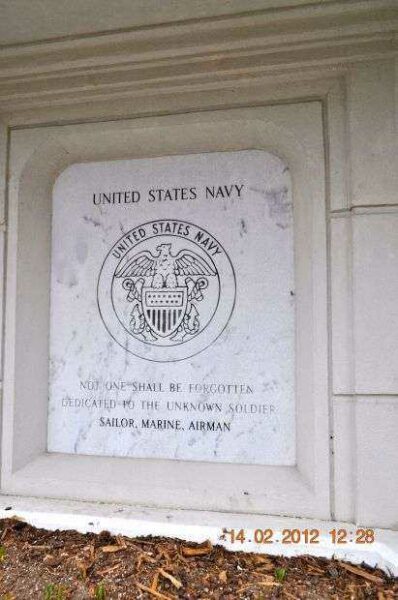 UNITED STATES NAVY
UNITED STATES NAVY
NOT ONE SHALL BE FORGOTTEN
DEDICATED TO THE UNKNOWN SOLDIER
SAILOR, MARINE, AIRMAN
14.02.2012 12:28